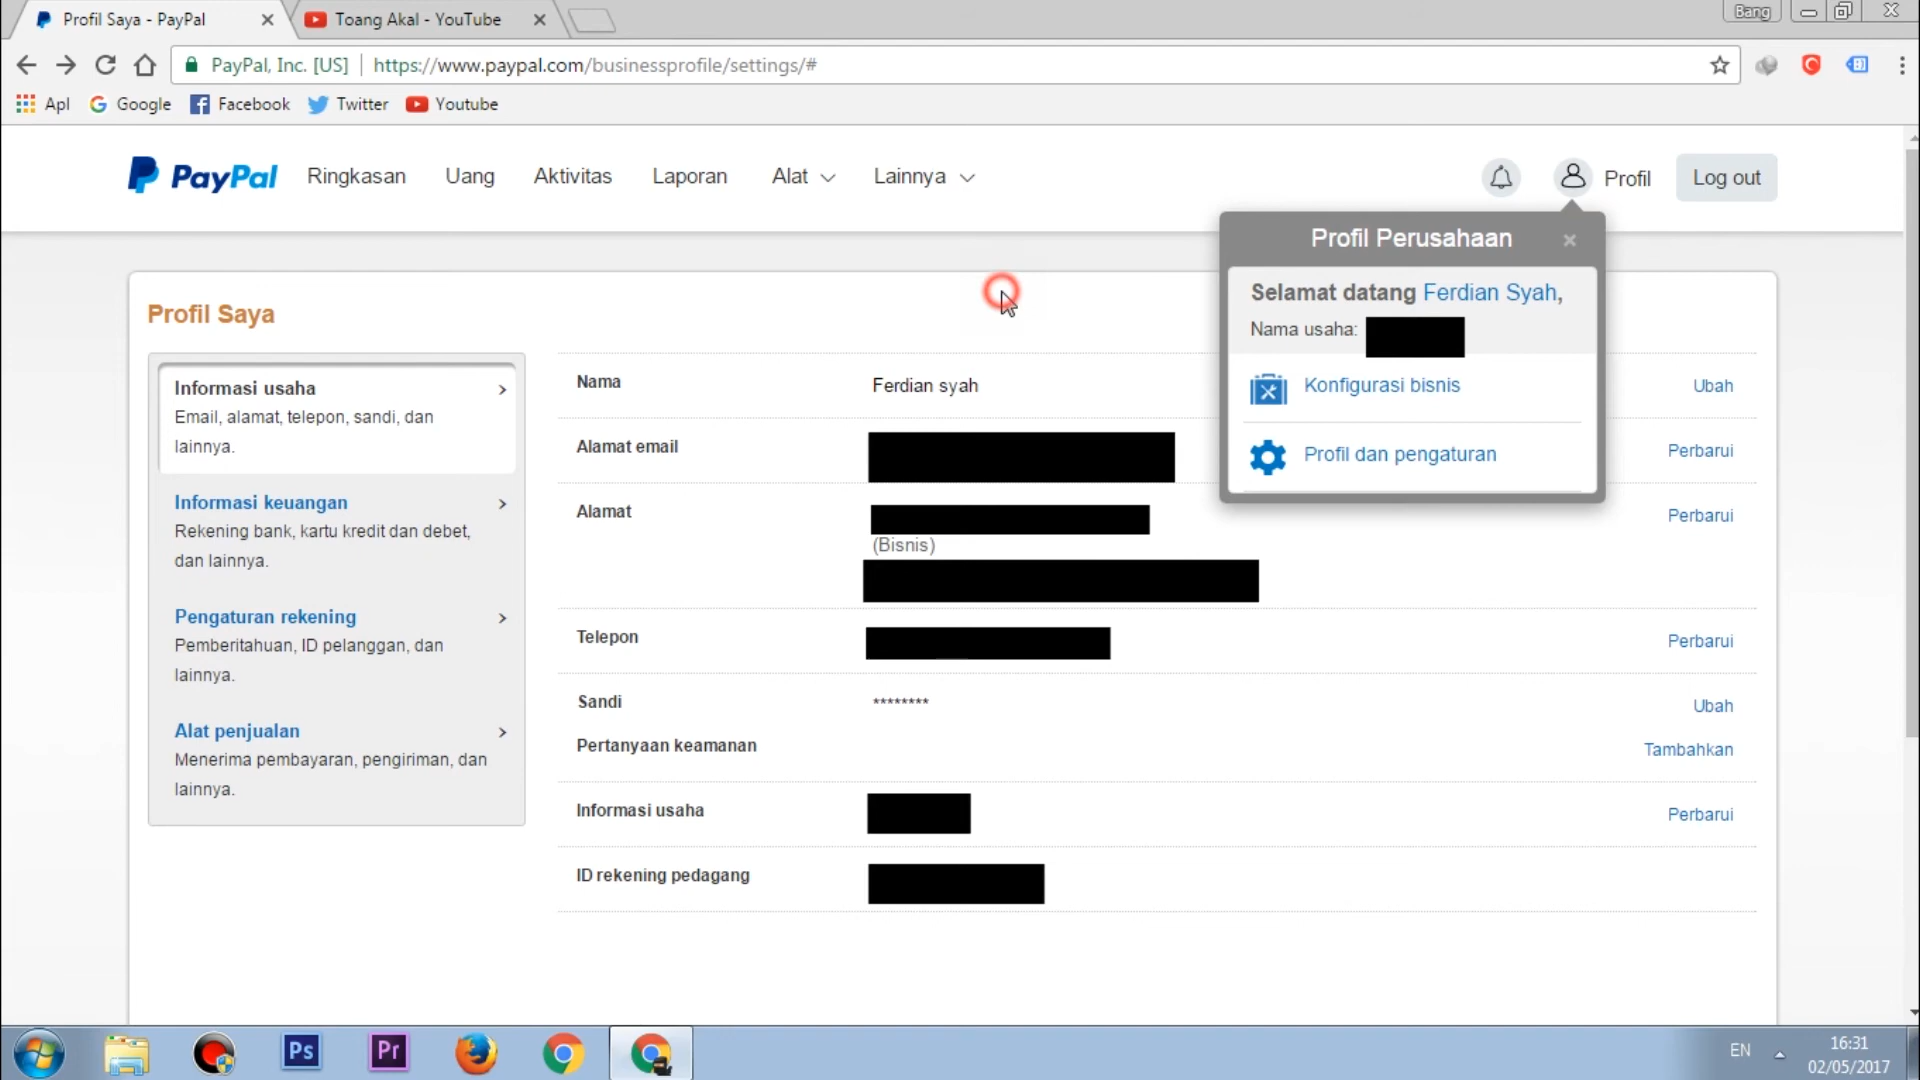 Profil Saya - PayPal
Toang Akal - YouTube
Bang
PayPal, Inc. [US]
https://www.paypal.com/businessprofile/settings/#
Apl
Google
Facebook
Twitter
Youtube
PayPal
Ringkasan
Uang
Aktivitas
Laporan
Alat
Lainnya
Profil
Log out
Profil Perusahaan
×
Selamat datang Ferdian Syah,
Nama usaha:
Konfigurasi bisnis
Profil dan pengaturan
Profil Saya
Informasi usaha
Email, alamat, telepon, sandi, dan
lainnya.
Informasi keuangan
Rekening bank, kartu kredit dan debet,
dan lainnya.
Pengaturan rekening
Pemberitahuan, ID pelanggan, dan
lainnya.
Alat penjualan
Menerima pembayaran, pengiriman, dan
lainnya.
Nama
Ferdian syah
Ubah
Alamat email
Perbarui
Alamat
(Bisnis)
Perbarui
Telepon
Perbarui
Sandi
********
Ubah
Pertanyaan keamanan
Tambahkan
Informasi usaha
Perbarui
ID rekening pedagang
Ps
Pr
EN
16:31
02/05/2017